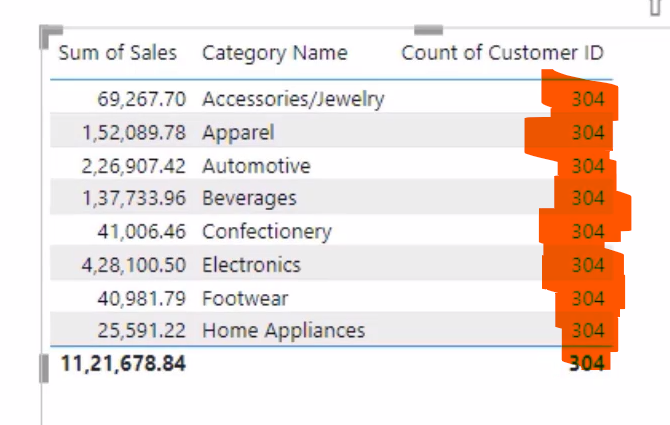 Sum of Sales Category Name Count of Customer ID
69,267.70 Accessories/Jewelry 304
1,52,089.78 Apparel 304
2,26,907.42 Automotive 304
1,37,733.96 Beverages 304
41,006.46 Confectionery 304
4,28,100.50 Electronics 304
40,981.79 Footwear 304
25,591.22 Home Appliances 304
11,21,678.84 304